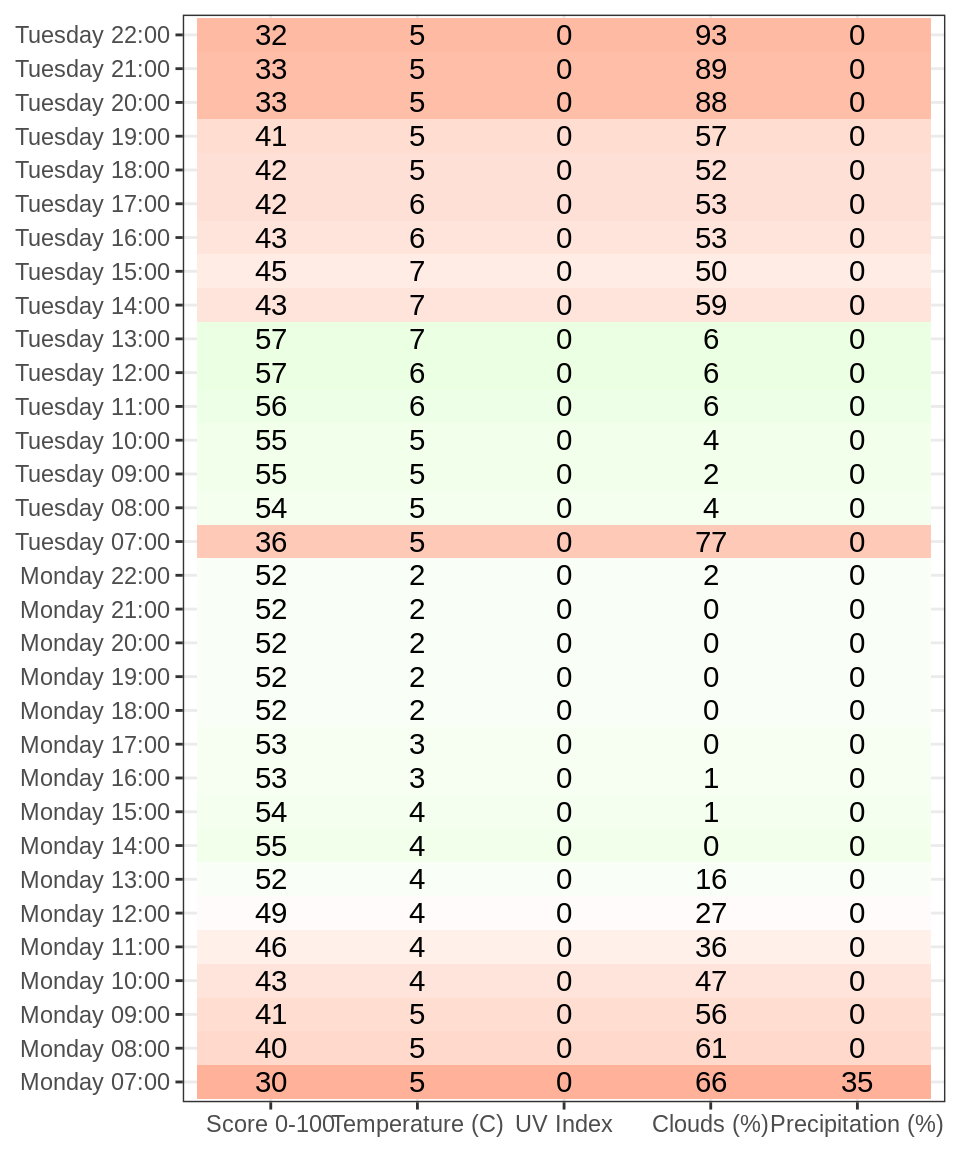 Tuesday 22:00 32 5 0 93 0
Tuesday 21:00 33 5 0 89 0
Tuesday 20:00 33 5 0 88 0
Tuesday 19:00 41 5 0 57 0
Tuesday 18:00 42 5 0 52 0
Tuesday 17:00 42 6 0 53 0
Tuesday 16:00 43 6 0 53 0
Tuesday 15:00 45 7 0 50 0
Tuesday 14:00 43 7 0 59 0
Tuesday 13:00 57 7 0 6 0
Tuesday 12:00 57 6 0 6 0
Tuesday 11:00 56 6 0 6 0
Tuesday 10:00 55 5 0 4 0
Tuesday 09:00 55 5 0 2 0
Tuesday 08:00 54 5 0 4 0
Tuesday 07:00 36 5 0 77 0
Monday 22:00 52 2 0 2 0
Monday 21:00 52 2 0 0 0
Monday 20:00 52 2 0 0 0
Monday 19:00 52 2 0 0 0
Monday 18:00 52 2 0 0 0
Monday 17:00 53 3 0 0 0
Monday 16:00 53 3 0 1 0
Monday 15:00 54 4 0 1 0
Monday 14:00 55 4 0 0 0
Monday 13:00 52 4 0 16 0
Monday 12:00 49 4 0 27 0
Monday 11:00 46 4 0 36 0
Monday 10:00 43 4 0 47 0
Monday 09:00 41 5 0 56 0
Monday 08:00 40 5 0 61 0
Monday 07:00 30 5 0 66 35
Score 0-100 Temperature (C) UV Index Clouds (%) Precipitation (%)